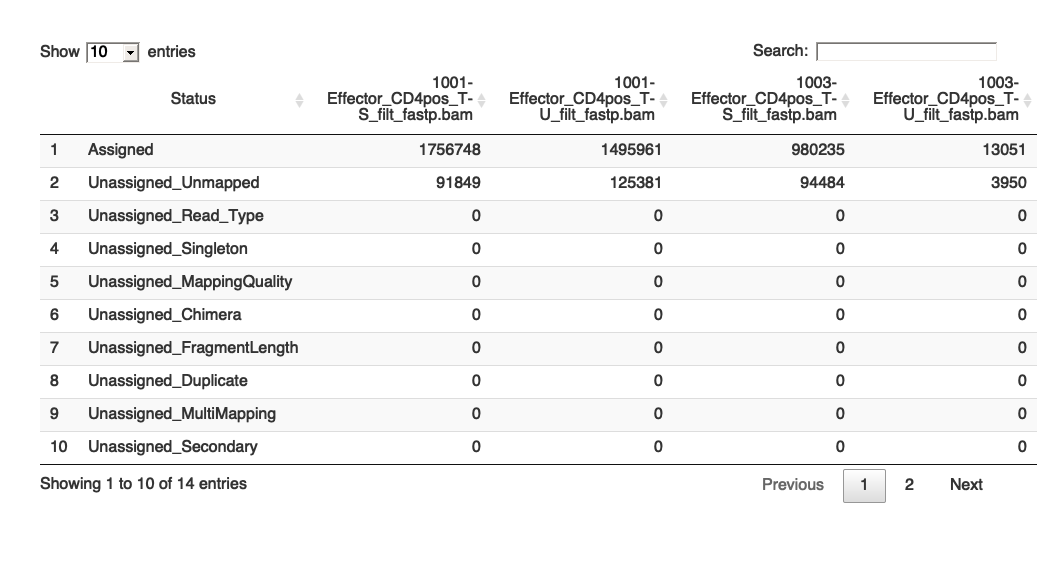 Show 10 entries Search:
Status 1001-Effector_CD4pos_T-S_filt_fastp.bam 1001-Effector_CD4pos_T-U_filt_fastp.bam 1003-Effector_CD4pos_T-S_filt_fastp.bam 1003-Effector_CD4pos_T-U_filt_fastp.bam
1 Assigned 1756748 1495961 980235 13051
2 Unassigned_Unmapped 91849 125381 94484 3950
3 Unassigned_Read_Type 0 0 0 0
4 Unassigned_Singleton 0 0 0 0
5 Unassigned_MappingQuality 0 0 0 0
6 Unassigned_Chimera 0 0 0 0
7 Unassigned_FragmentLength 0 0 0 0
8 Unassigned_Duplicate 0 0 0 0
9 Unassigned_MultiMapping 0 0 0 0
10 Unassigned_Secondary 0 0 0 0
Showing 1 to 10 of 14 entries Previous 1 2 Next